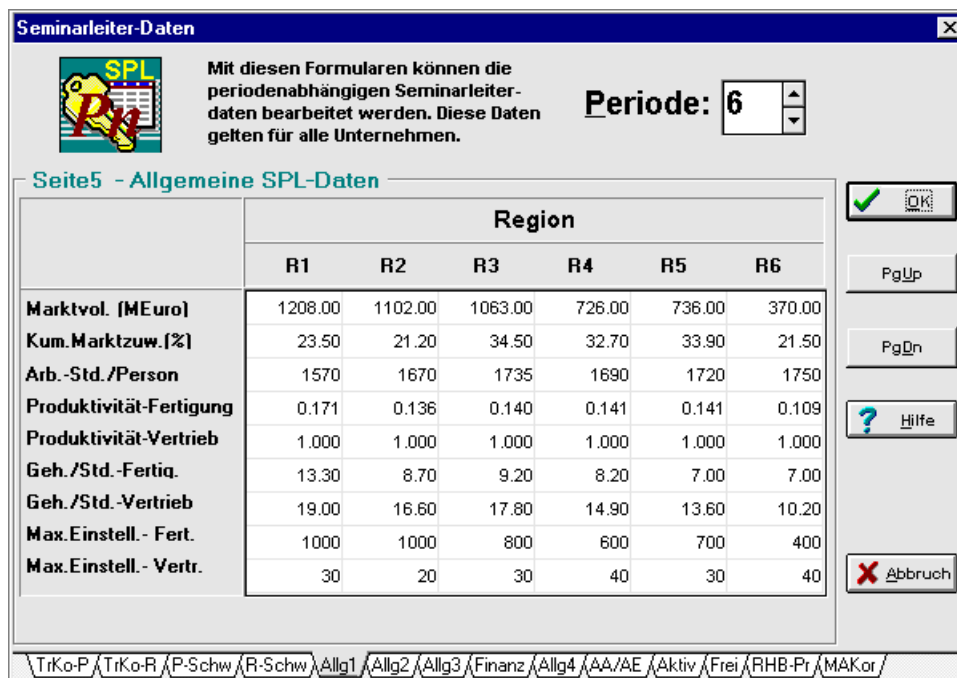 Seminarleiter-Daten
SPL
Pn
Mit diesen Formularen können die
periodenabhängigen Seminarleiter-
daten bearbeitet werden. Diese Daten
gelten für alle Unternehmen.
Periode: 6
Seite5 - Allgemeine SPL-Daten
Region
R1 R2 R3 R4 R5 R6
Marktvol. (MEuro) 1208.00 1102.00 1063.00 726.00 736.00 370.00
Kum.Marktzuw.(%) 23.50 21.20 34.50 32.70 33.90 21.50
Arb.-Std./Person 1570 1670 1735 1690 1720 1750
Produktivität-Fertigung 0.171 0.136 0.140 0.141 0.141 0.109
Produktivität-Vertrieb 1.000 1.000 1.000 1.000 1.000 1.000
Geh./Std.-Fertig. 13.30 8.70 9.20 8.20 7.00 7.00
Geh./Std.-Vertrieb 19.00 16.60 17.80 14.90 13.60 10.20
Max.Einstell.- Fert. 1000 1000 800 600 700 400
Max.Einstell.- Vertr. 30 20 30 40 30 40
OK
PgUp
PgDn
Hilfe
Abbruch
TrKo-P TrKo-R P-Schw R-Schw Allg1 Allg2 Allg3 Finanz Allg4 AA/AE Aktiv Frei RHB-Pr MAKor